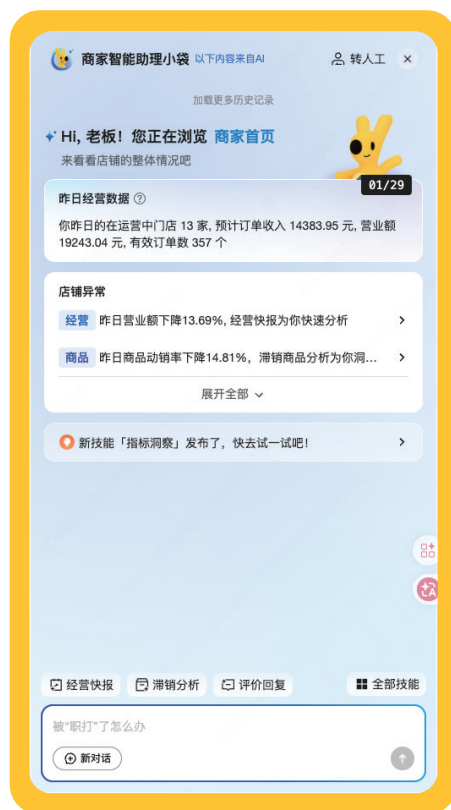 商家智能助理小袋 以下内容来自AI 转人工
加载更多历史记录
Hi, 老板！您正在浏览 商家首页
来看看店铺的整体情况吧
01/29
昨日经营数据
你昨日的在运营中门店 13 家, 预计订单收入 14383.95 元, 营业额
19243.04 元, 有效订单数 357 个
店铺异常
经营 昨日营业额下降13.69%, 经营快报为你快速分析
商品 昨日商品动销率下降14.81%，滞销商品分析为你洞...
展开全部
新技能「指标洞察」发布了，快去试一试吧！
经营快报 滞销分析 评价回复 全部技能
被"职打"了怎么办
新对话